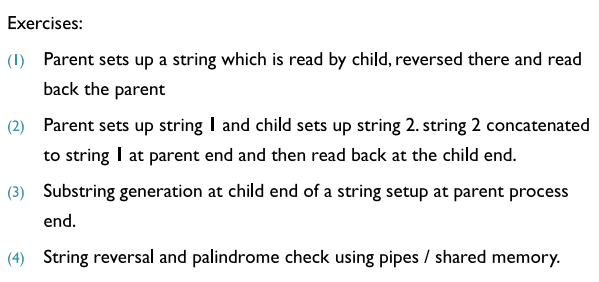 Exercises:
(1) Parent sets up a string which is read by child, reversed there and read
back the parent
(2) Parent sets up string 1 and child sets up string 2. string 2 concatenated
to string 1 at parent end and then read back at the child end.
(3) Substring generation at child end of a string setup at parent process
end.
(4) String reversal and palindrome check using pipes / shared memory.